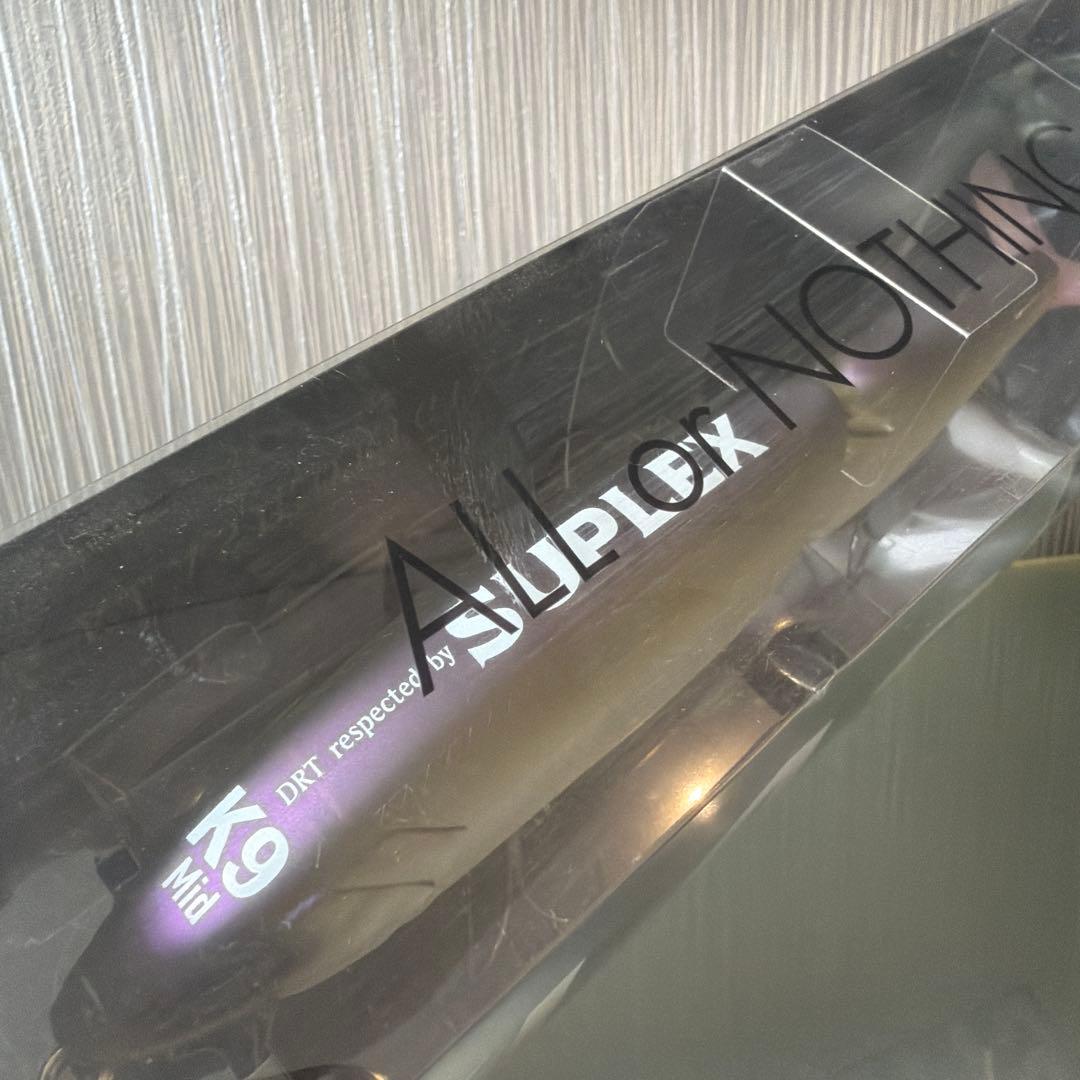 ALL or NOTHING
K9
Mid
DRT respected by
SUPLEX